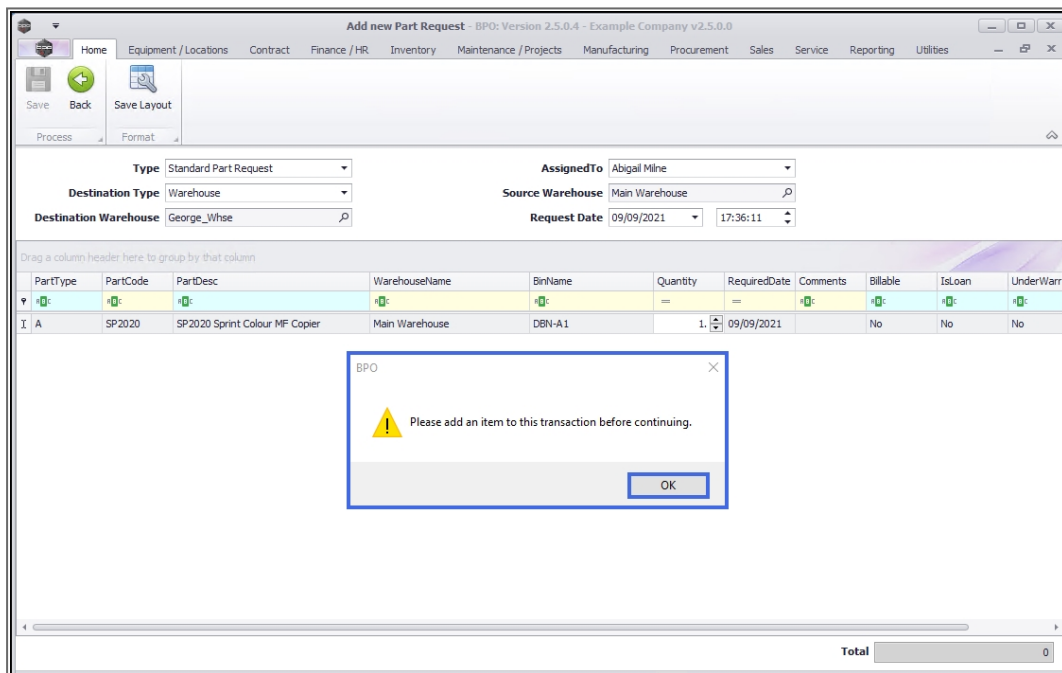 Add new Part Request - BPO: Version 2.5.0.4 - Example Company v2.5.0.0
Home Equipment / Locations Contract Finance / HR Inventory Maintenance / Projects Manufacturing Procurement Sales Service Reporting Utilities
Save Back Save Layout
Process Format
Type Standard Part Request AssignedTo Abigail Milne
Destination Type Warehouse Source Warehouse Main Warehouse
Destination Warehouse George_Whse Request Date 09/09/2021 17:36:11
Drag a column header here to group by that column
PartType PartCode PartDesc WarehouseName BinName Quantity RequiredDate Comments Billable IsLoan UnderWarr
A SP2020 SP2020 Sprint Colour MF Copier Main Warehouse DBN-A1 1. 09/09/2021 No No No
BPO
Please add an item to this transaction before continuing.
OK
Total 0